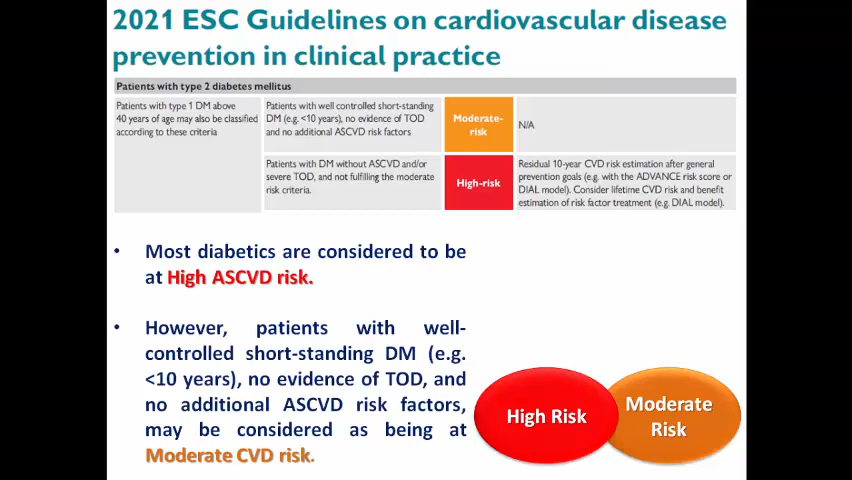 2021 ESC Guidelines on cardiovascular disease
prevention in clinical practice
Patients with type 2 diabetes mellitus
Patients with type 1 DM above
40 years of age may also be classified
according to these criteria
Patients with well controlled short-standing
DM (e.g. <10 years), no evidence of TOD
and no additional ASCVD risk factors
Moderate-
risk
N/A
Patients with DM without ASCVD and/or
severe TOD, and not fulfilling the moderate
risk criteria.
High-risk
Residual 10-year CVD risk estimation after general
prevention goals (e.g. with the ADVANCE risk score or
DIAL model). Consider lifetime CVD risk and benefit
estimation of risk factor treatment (e.g. DIAL model).
• Most diabetics are considered to be
at High ASCVD risk.
• However, patients with well-
controlled short-standing DM (e.g.
<10 years), no evidence of TOD, and
no additional ASCVD risk factors,
may be considered as being at
Moderate CVD risk.
High Risk
Moderate
Risk